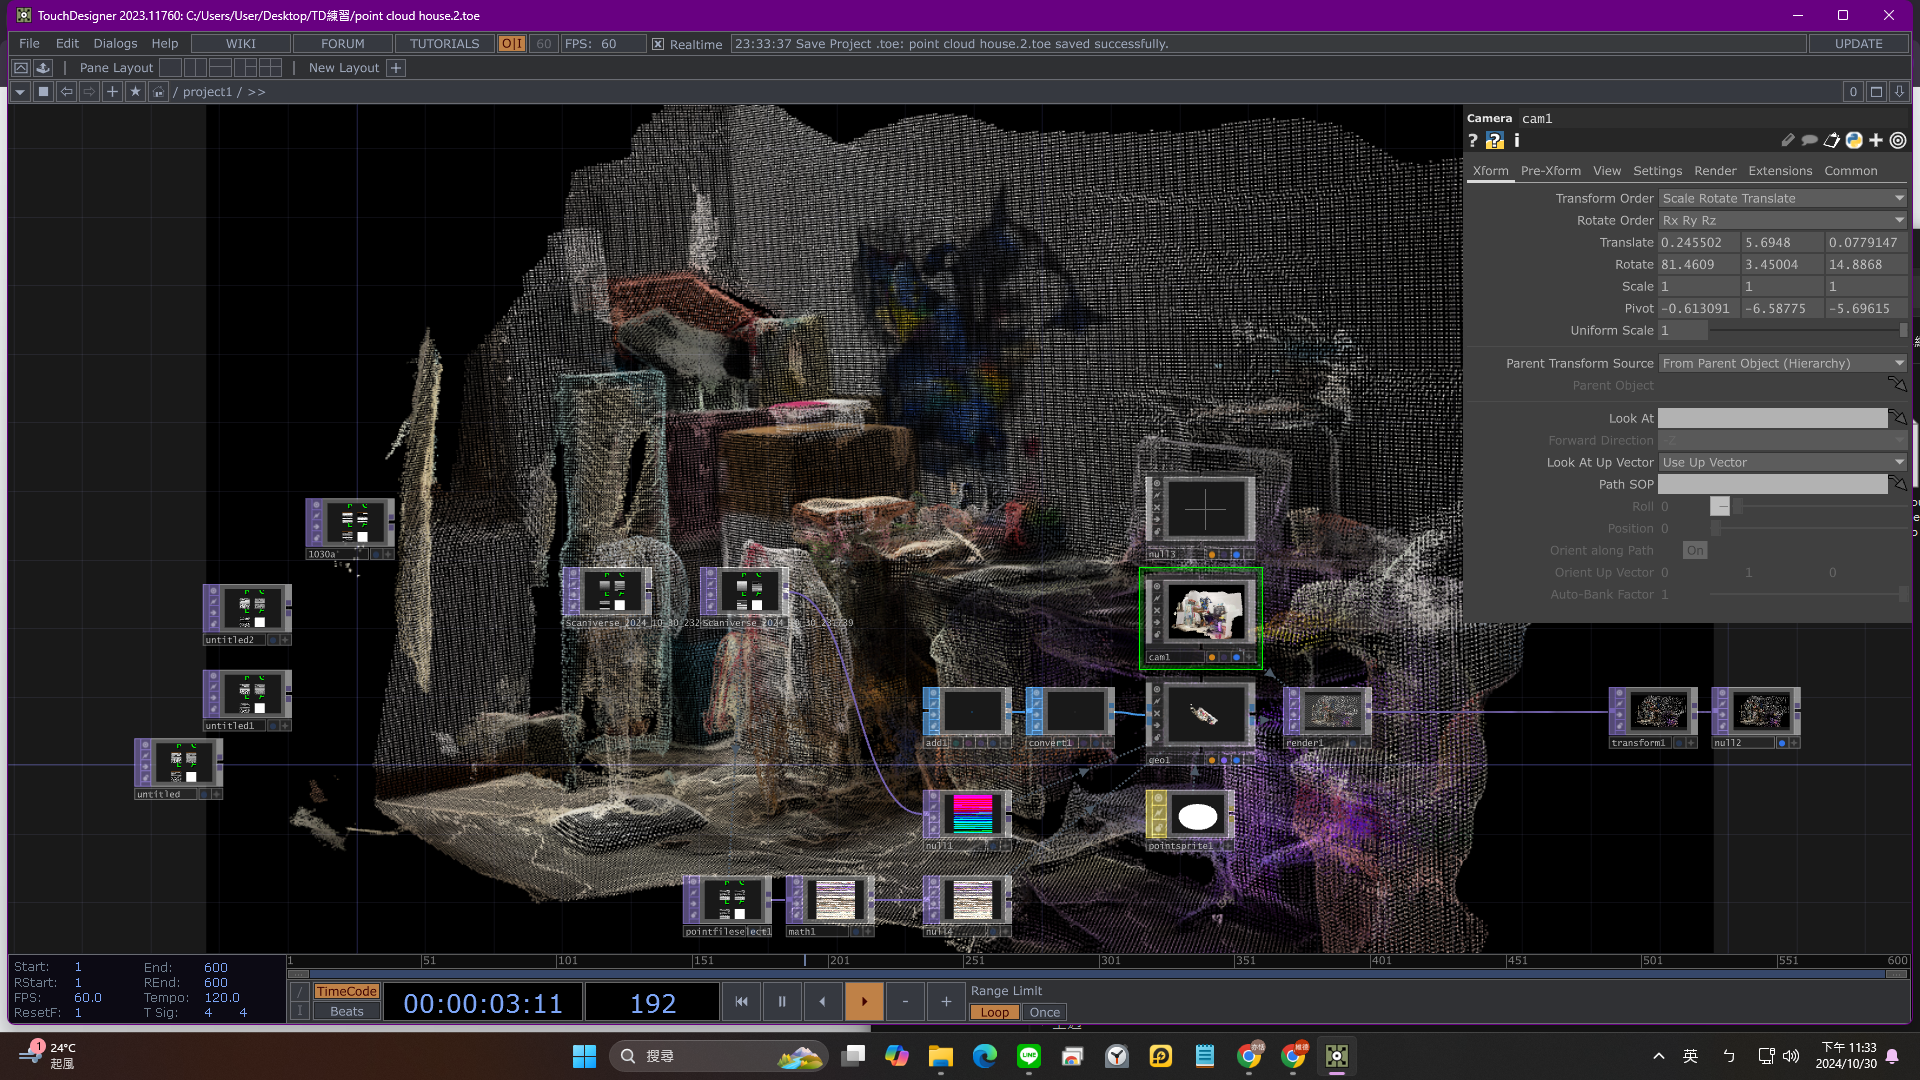 TouchDesigner 2023.11760: C:/Users/User/Desktop/TD練習/point cloud house.2.toe
File Edit Dialogs Help WIKI FORUM TUTORIALS O|I 60 FPS: 60 Realtime 23:33:37 Save Project .toe: point cloud house.2.toe saved successfully. UPDATE
Pane Layout New Layout
/ project1 / >> 0
Camera cam1
? ? i
Xform Pre-Xform View Settings Render Extensions Common
Transform Order Scale Rotate Translate
Rotate Order Rx Ry Rz
Translate 0.245502 5.6948 0.0779147
Rotate 81.4609 3.45004 14.8868
Scale 1 1 1
Pivot -0.613091 -6.58775 -5.69615
Uniform Scale 1
Parent Transform Source From Parent Object (Hierarchy)
Parent Object
Look At
Forward Direction -Z
Look At Up Vector Use Up Vector
Path SOP
Roll 0
Position 0
Orient along Path On
Orient Up Vector 0 1 0
Auto-Bank Factor 1
1030a
null3
untitled2
Scaniverse_2024_10_30_232
Scaniverse_2024_10_30_23
239
cam1
untitled1
add1
convert1
geo1
render1
transform1
null2
untitled
null1
pointsprite1
pointfileselect1
math1
null4
1 51 101 151 201 251 301 351 401 451 501 551 600
Start: 1 End: 600
RStart: 1 REnd: 600
FPS: 60.0 Tempo: 120.0
ResetF: 1 T Sig: 4 4
TimeCode
Beats
00:00:03:11
192
Range Limit
Loop Once
1
24°C
起風
搜尋
英
ㄅ
下午 11:33
2024/10/30